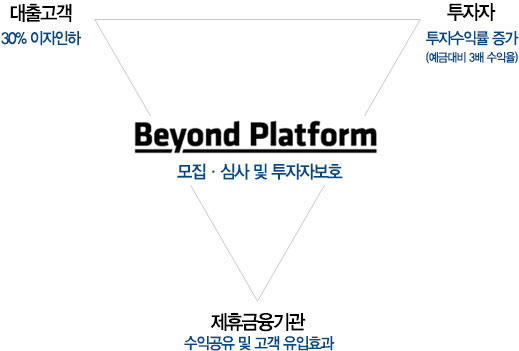 대출고객
30% 이자인하
투자자
투자수익률 증가
(예금대비 3배 수익율)
Beyond Platform
모집 · 심사 및 투자자보호
제휴금융기관
수익공유 및 고객 유입효과